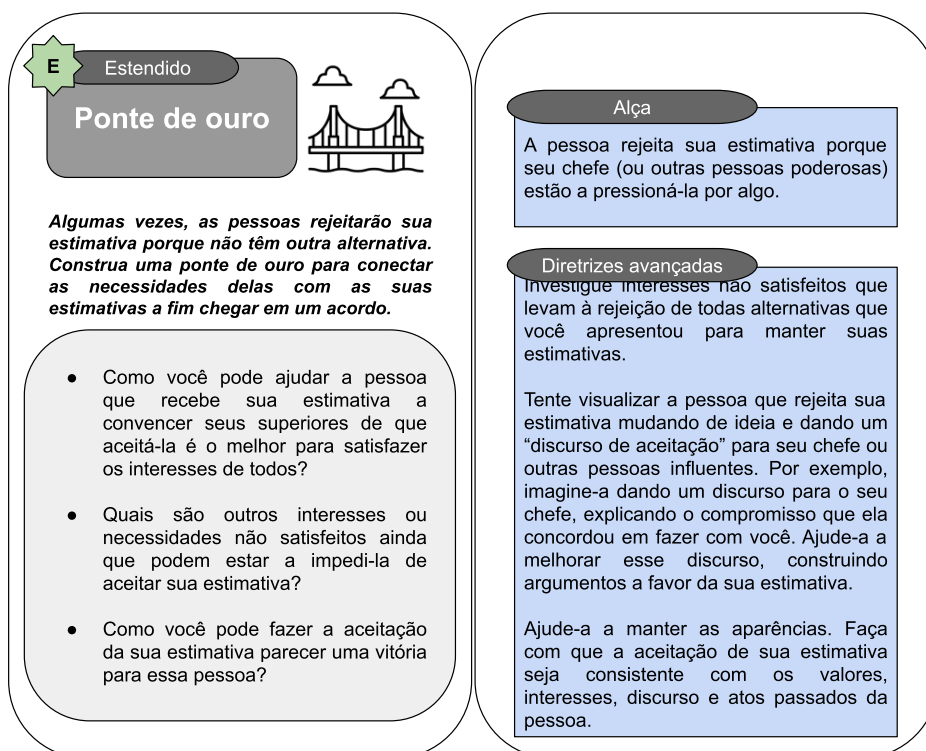 E
Estendido
Ponte de ouro
Algumas vezes, as pessoas rejeitarão sua
estimativa porque não têm outra alternativa.
Construa uma ponte de ouro para conectar
as necessidades delas com as suas
estimativas a fim chegar em um acordo.
● Como você pode ajudar a pessoa
que recebe sua estimativa a
convencer seus superiores de que
aceitá-la é o melhor para satisfazer
os interesses de todos?
● Quais são outros interesses ou
necessidades não satisfeitos ainda
que podem estar a impedi-la de
aceitar sua estimativa?
● Como você pode fazer a aceitação
da sua estimativa parecer uma vitória
para essa pessoa?
Alça
A pessoa rejeita sua estimativa porque
seu chefe (ou outras pessoas poderosas)
estão a pressioná-la por algo.
Diretrizes avançadas
Investigue interesses não satisfeitos que
levam à rejeição de todas alternativas que
você apresentou para manter suas
estimativas.
Tente visualizar a pessoa que rejeita sua
estimativa mudando de ideia e dando um
“discurso de aceitação” para seu chefe ou
outras pessoas influentes. Por exemplo,
imagine-a dando um discurso para o seu
chefe, explicando o compromisso que ela
concordou em fazer com você. Ajude-a a
melhorar esse discurso, construindo
argumentos a favor da sua estimativa.
Ajude-a a manter as aparências. Faça
com que a aceitação de sua estimativa
seja consistente com os valores,
interesses, discurso e atos passados da
pessoa.